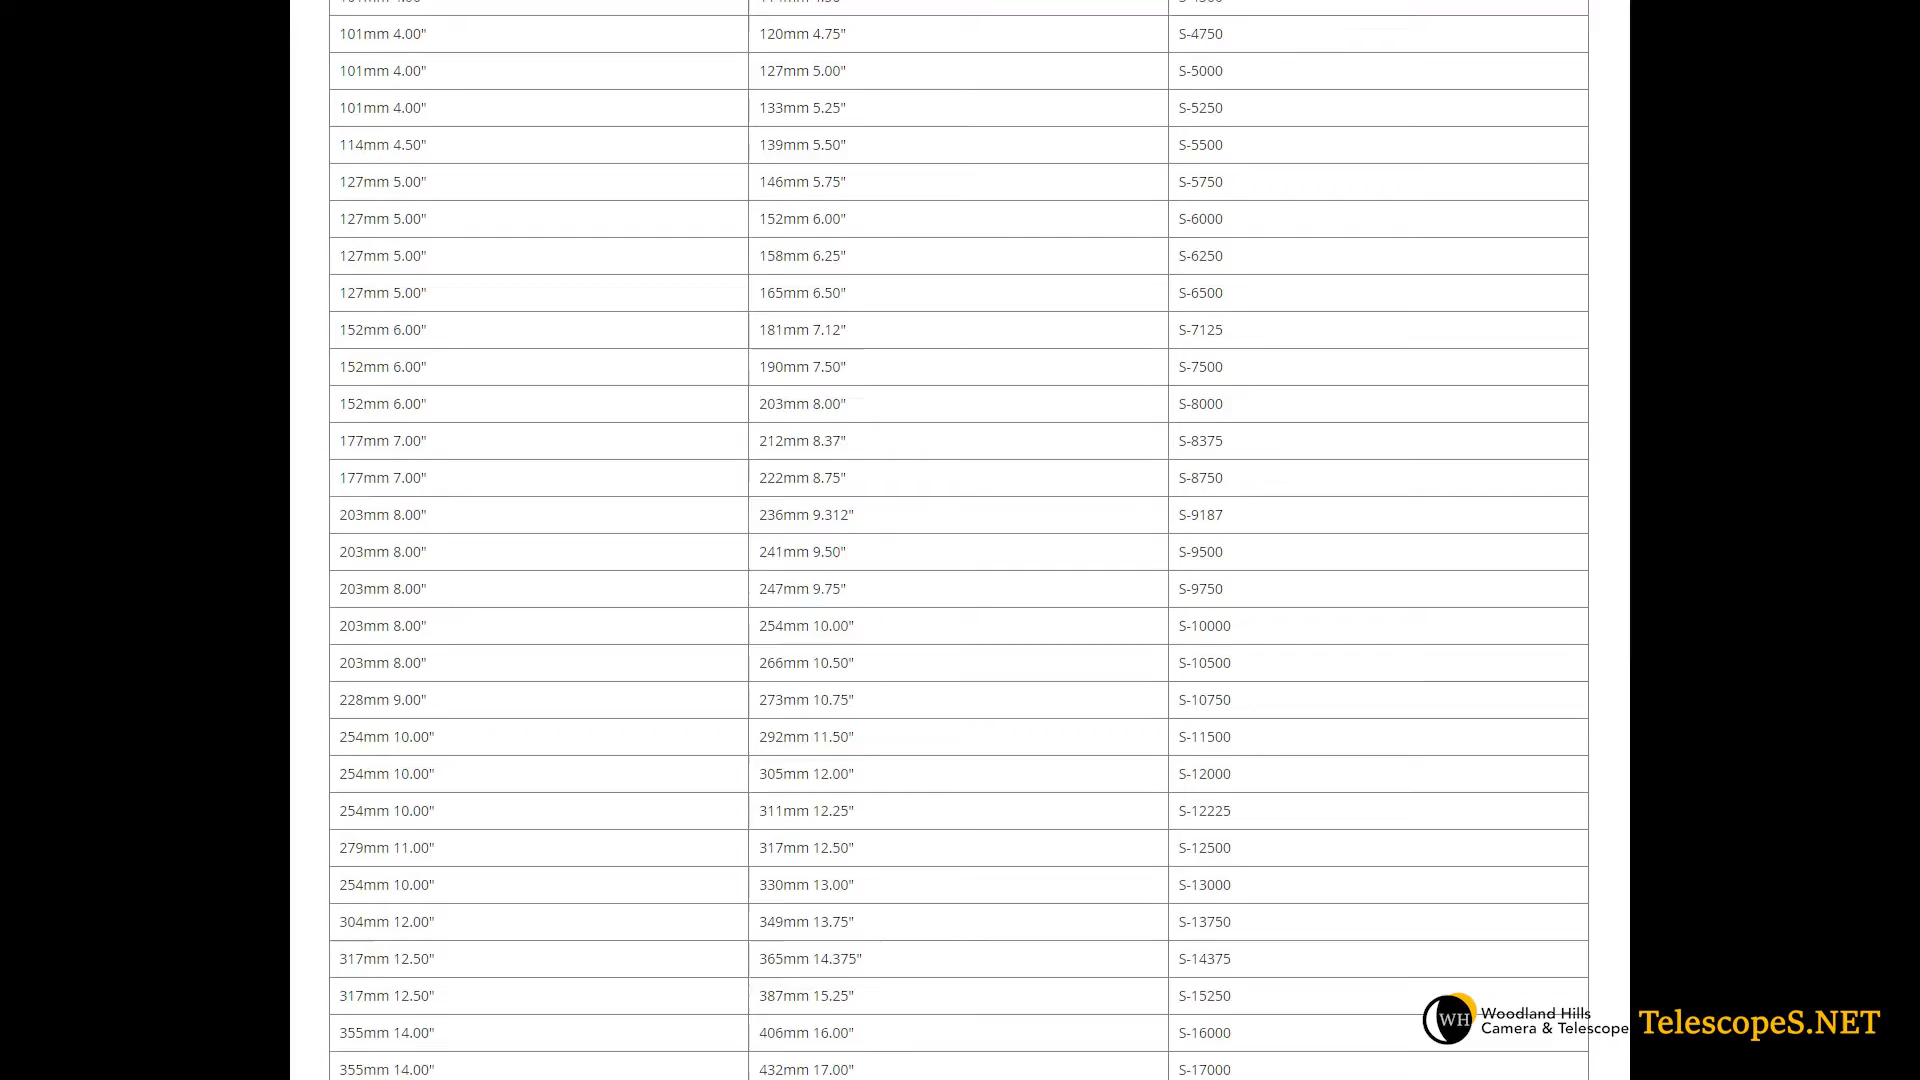 101mm 4.00" 120mm 4.75" S-4750
101mm 4.00" 127mm 5.00" S-5000
101mm 4.00" 133mm 5.25" S-5250
114mm 4.50" 139mm 5.50" S-5500
127mm 5.00" 146mm 5.75" S-5750
127mm 5.00" 152mm 6.00" S-6000
127mm 5.00" 158mm 6.25" S-6250
127mm 5.00" 165mm 6.50" S-6500
152mm 6.00" 181mm 7.12" S-7125
152mm 6.00" 190mm 7.50" S-7500
152mm 6.00" 203mm 8.00" S-8000
177mm 7.00" 212mm 8.37" S-8375
177mm 7.00" 222mm 8.75" S-8750
203mm 8.00" 236mm 9.312" S-9187
203mm 8.00" 241mm 9.50" S-9500
203mm 8.00" 247mm 9.75" S-9750
203mm 8.00" 254mm 10.00" S-10000
203mm 8.00" 266mm 10.50" S-10500
228mm 9.00" 273mm 10.75" S-10750
254mm 10.00" 292mm 11.50" S-11500
254mm 10.00" 305mm 12.00" S-12000
254mm 10.00" 311mm 12.25" S-12225
279mm 11.00" 317mm 12.50" S-12500
254mm 10.00" 330mm 13.00" S-13000
304mm 12.00" 349mm 13.75" S-13750
317mm 12.50" 365mm 14.375" S-14375
317mm 12.50" 387mm 15.25" S-15250
355mm 14.00" 406mm 16.00" S-16000
355mm 14.00" 432mm 17.00" S-17000
WH Woodland Hills
Camera & Telescope
TelescopeS.NET